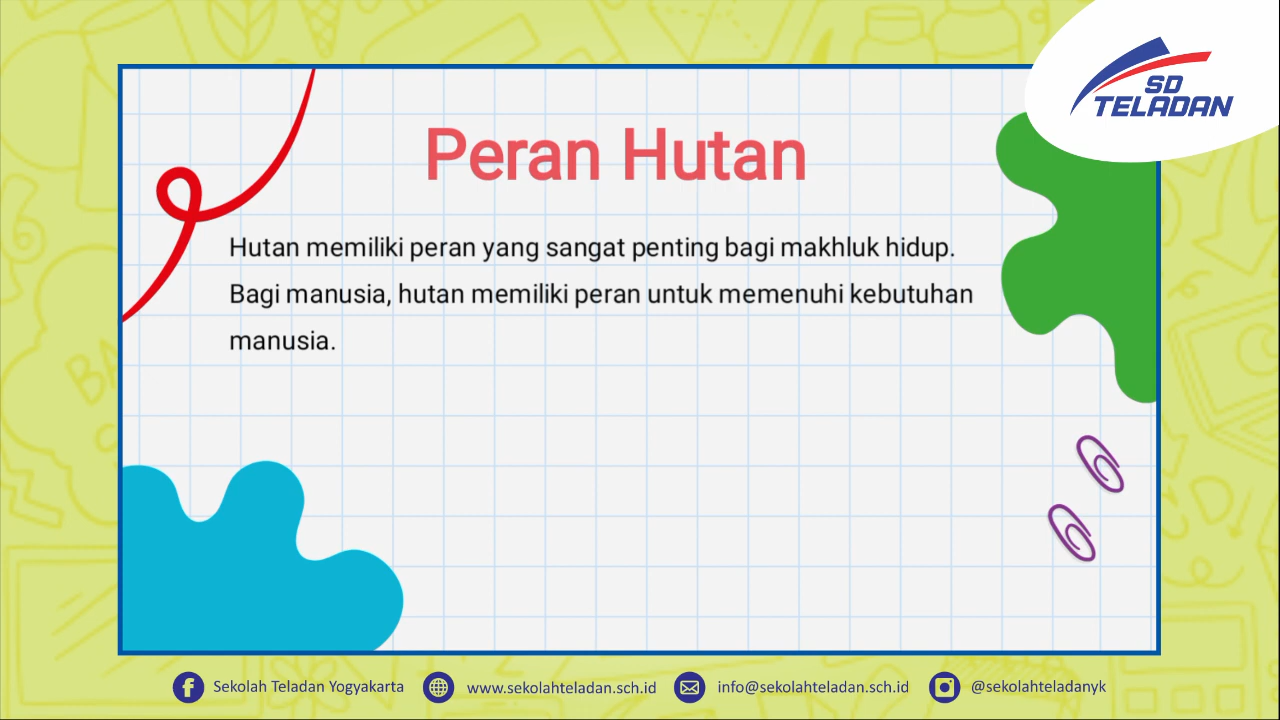 SD
TELADAN
Peran Hutan
Hutan memiliki peran yang sangat penting bagi makhluk hidup.
Bagi manusia, hutan memiliki peran untuk memenuhi kebutuhan
manusia.
Sekolah Teladan Yogyakarta
www.sekolahteladan.sch.id
info@sekolahteladan.sch.id
@sekolahteladanyk